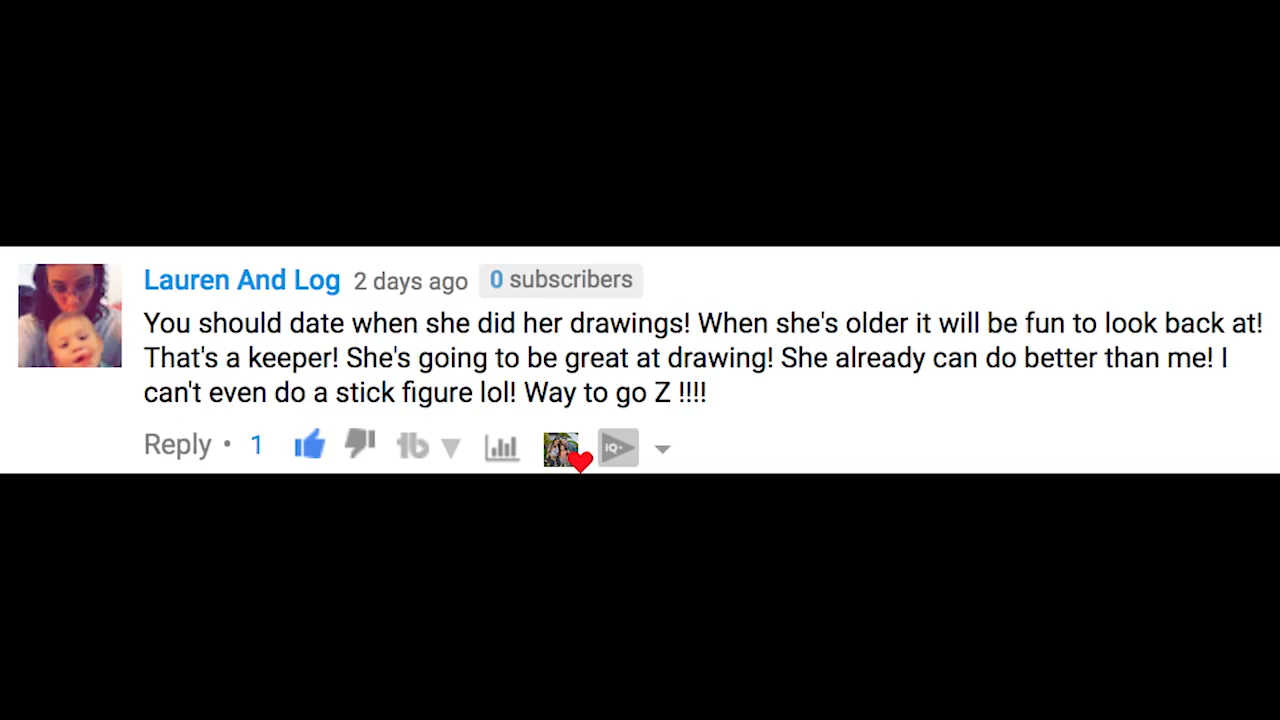 Lauren And Log 2 days ago 0 subscribers
You should date when she did her drawings! When she's older it will be fun to look back at!
That's a keeper! She's going to be great at drawing! She already can do better than me! I
can't even do a stick figure lol! Way to go Z !!!!
Reply • 1 tb IQ+